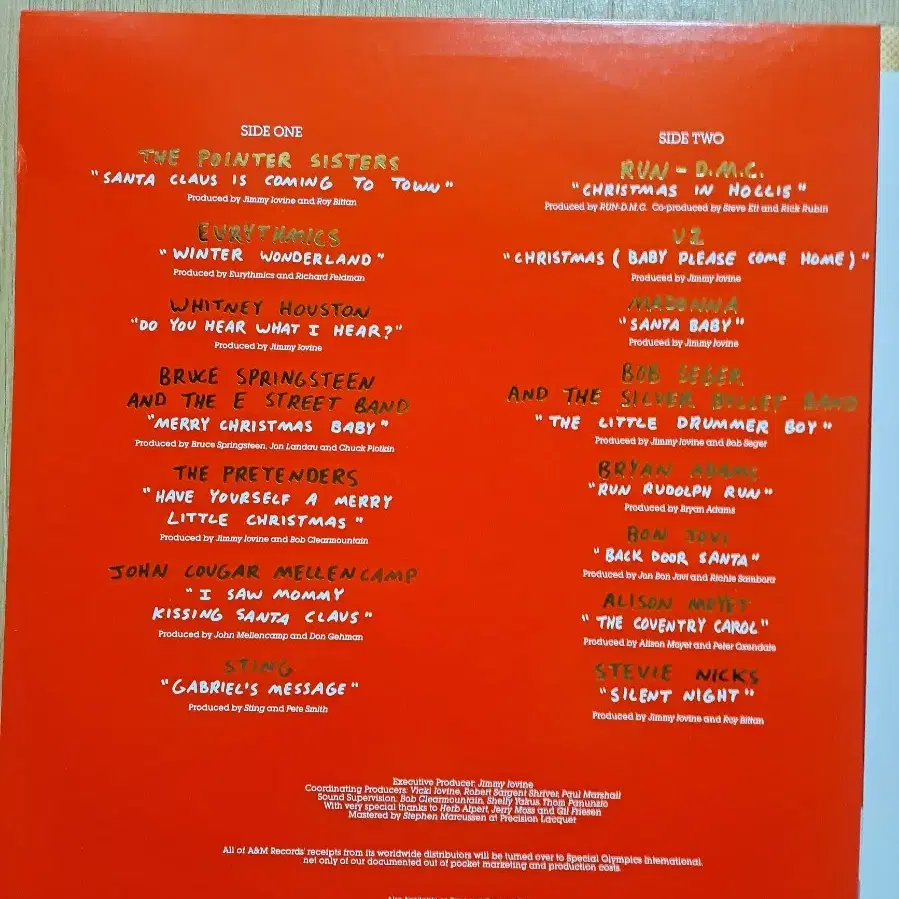 SIDE ONE
THE POINTER SISTERS
"SANTA CLAUS IS COMING TO TOWN"
Produced by Jimmy Iovine and Roy Bittan
EURYTHMICS
"WINTER WONDERLAND"
Produced by Eurythmics and Richard Feldman
WHITNEY HOUSTON
"DO YOU HEAR WHAT I HEAR?"
Produced by Jimmy Iovine
BRUCE SPRINGSTEEN
AND THE E STREET BAND
"MERRY CHRISTMAS BABY"
Produced by Bruce Springsteen, Jon Landau and Chuck Plotkin
THE PRETENDERS
"HAVE YOURSELF A MERRY
LITTLE CHRISTMAS"
Produced by Jimmy Iovine and Bob Clearmountain
JOHN COUGAR MELLENCAMP
"I SAW MOMMY
KISSING SANTA CLAUS"
Produced by John Mellencamp and Don Gehman
STING
"GABRIEL'S MESSAGE"
Produced by Sting and Pete Smith
SIDE TWO
RUN-D.M.C.
"CHRISTMAS IN HOLLIS"
Produced by RUN-D.M.C. Co-produced by Steve Ett and Rick Rubin
U2
"CHRISTMAS (BABY PLEASE COME HOME)"
Produced by Jimmy Iovine
MADONNA
"SANTA BABY"
Produced by Jimmy Iovine
BOB SEGER
AND THE SILVER BULLET BAND
"THE LITTLE DRUMMER BOY"
Produced by Jimmy Iovine and Bob Seger
BRYAN ADAMS
"RUN RUDOLPH RUN"
Produced by Bryan Adams
BON JOVI
"BACK DOOR SANTA"
Produced by Jon Bon Jovi and Richie Sambora
ALISON MOYET
"THE COVENTRY CAROL"
Produced by Alison Moyet and Peter Oxendale
STEVIE NICKS
"SILENT NIGHT"
Produced by Jimmy Iovine and Roy Bittan
Executive Producer: Jimmy Iovine
Coordinating Producers: Vicki Iovine, Robert Sargent Shriver, Paul Marshall
Sound Supervision: Bob Clearmountain, Shelly Yakus, Thom Panunzio
With very special thanks to Herb Alpert, Jerry Moss and Gil Friesen
Mastered by Stephen Marcussen at Precision Lacquer
All of A&M Records' receipts from its worldwide distributors will be turned over to Special Olympics International,
net only of our documented out of pocket marketing and production costs.